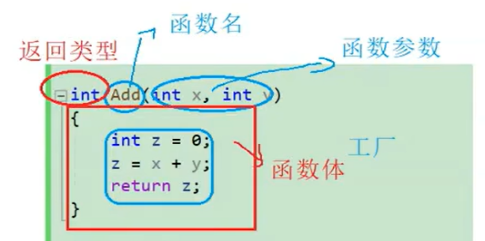 函数名
返回类型
函数参数
int Add(int x, int y)
{
int z = 0;
z = x + y;
return z;
}
工厂
函数体